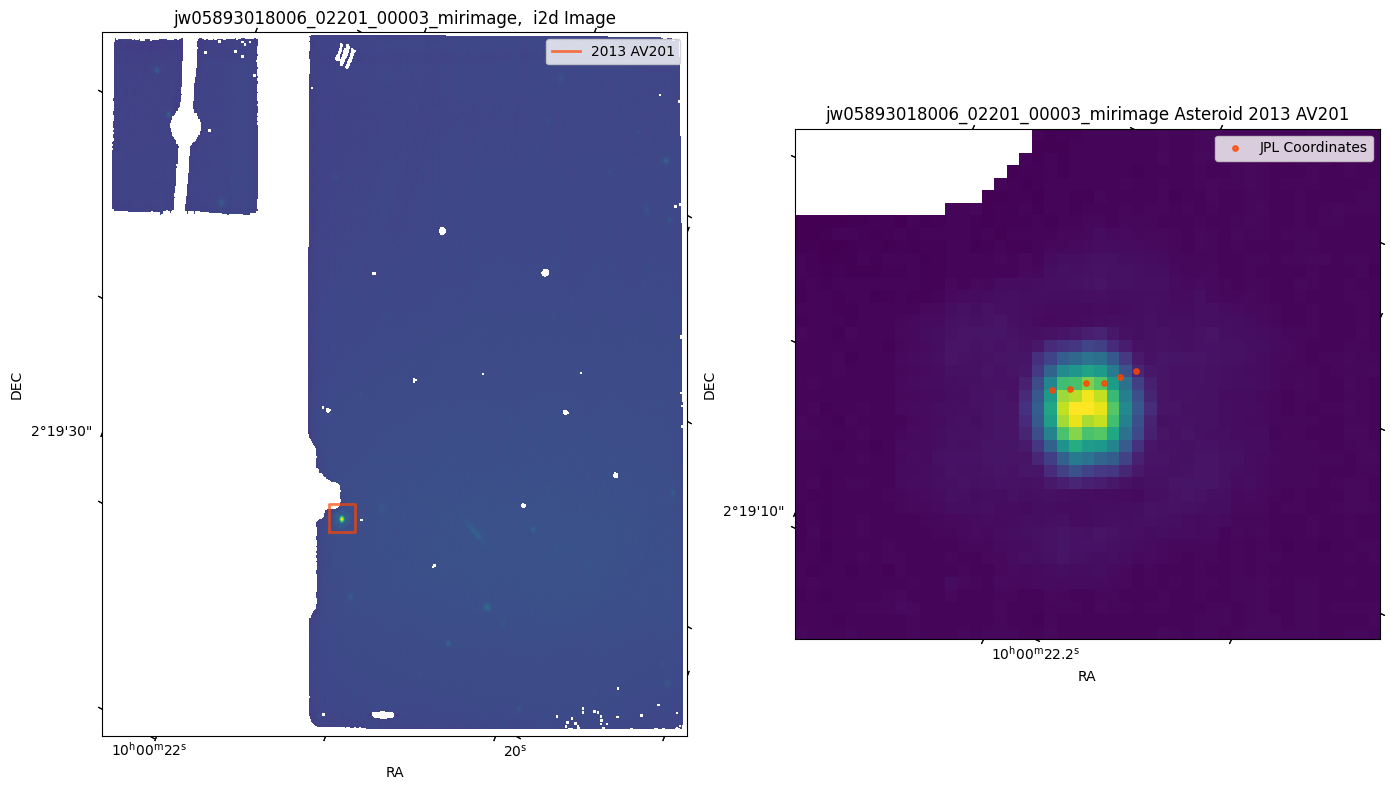 jw05893018006_02201_00003_mirimage,  i2d Image
2013 AV201
DEC
2°19'30"
10ʰ00ᵐ22ˢ
20ˢ
RA
jw05893018006_02201_00003_mirimage Asteroid 2013 AV201
JPL Coordinates
DEC
2°19'10"
10ʰ00ᵐ22.2ˢ
RA